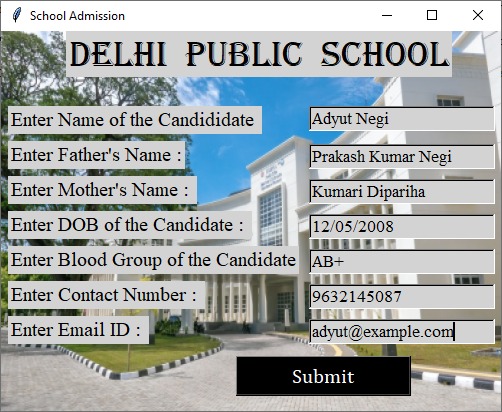 School Admission
DELHI PUBLIC SCHOOL
Enter Name of the Candididate
Adyut Negi
Enter Father's Name :
Prakash Kumar Negi
Enter Mother's Name :
Kumari Dipariha
Enter DOB of the Candidate :
12/05/2008
Enter Blood Group of the Candidate
AB+
Enter Contact Number :
9632145087
Enter Email ID :
adyut@example.com
Submit